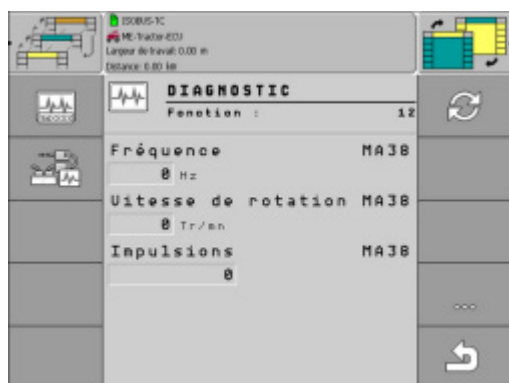 ISOBUS-TC
ME-Tractor-ECU
Largeur de travail: 0.00 m
Distance: 0.00 km
DIAGNOSTIC
Fonction : 12
Fréquence MA38
0 Hz
Vitesse de rotation MA38
0 Tr/mn
Impulsions MA38
0